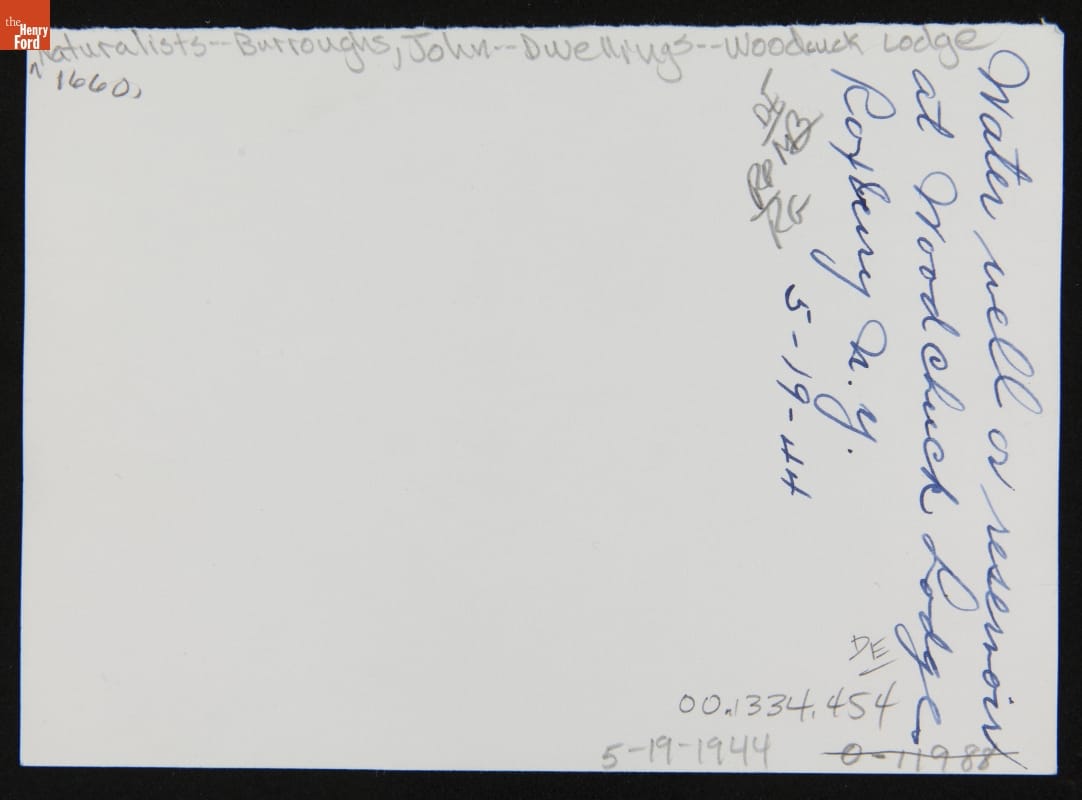 the Henry Ford
Naturalists--Burroughs, John--Dwellings--Woodcuck Lodge
1660.
Water well or reservoir
at Woodchuck Lodge
Roxbury N.Y.
5-19-44
DE
00.1334.454
5-19-1944
0-11988